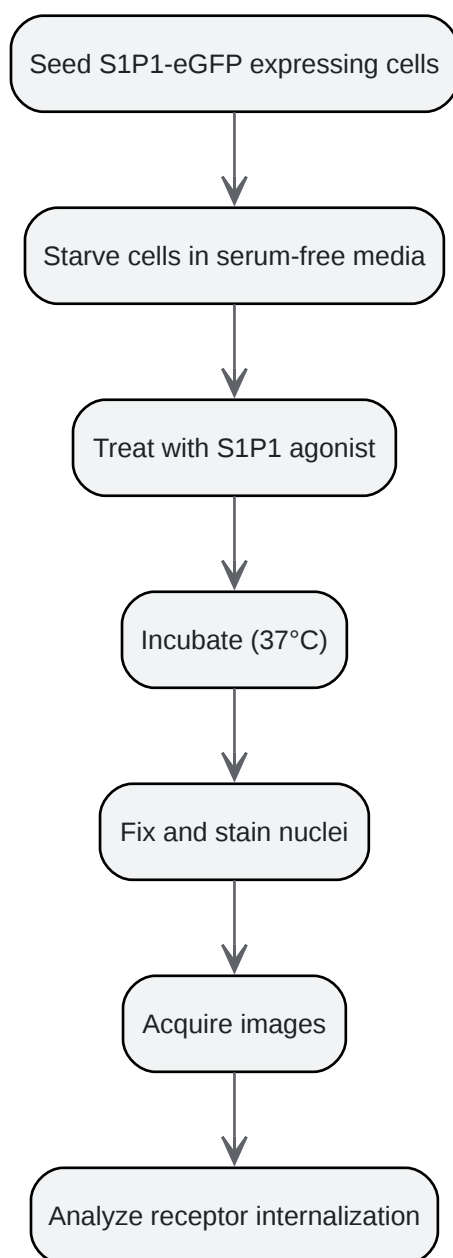 Seed S1P1-eGFP expressing cells
Starve cells in serum-free media
Treat with S1P1 agonist
Incubate (37°C)
Fix and stain nuclei
Acquire images
Analyze receptor internalization